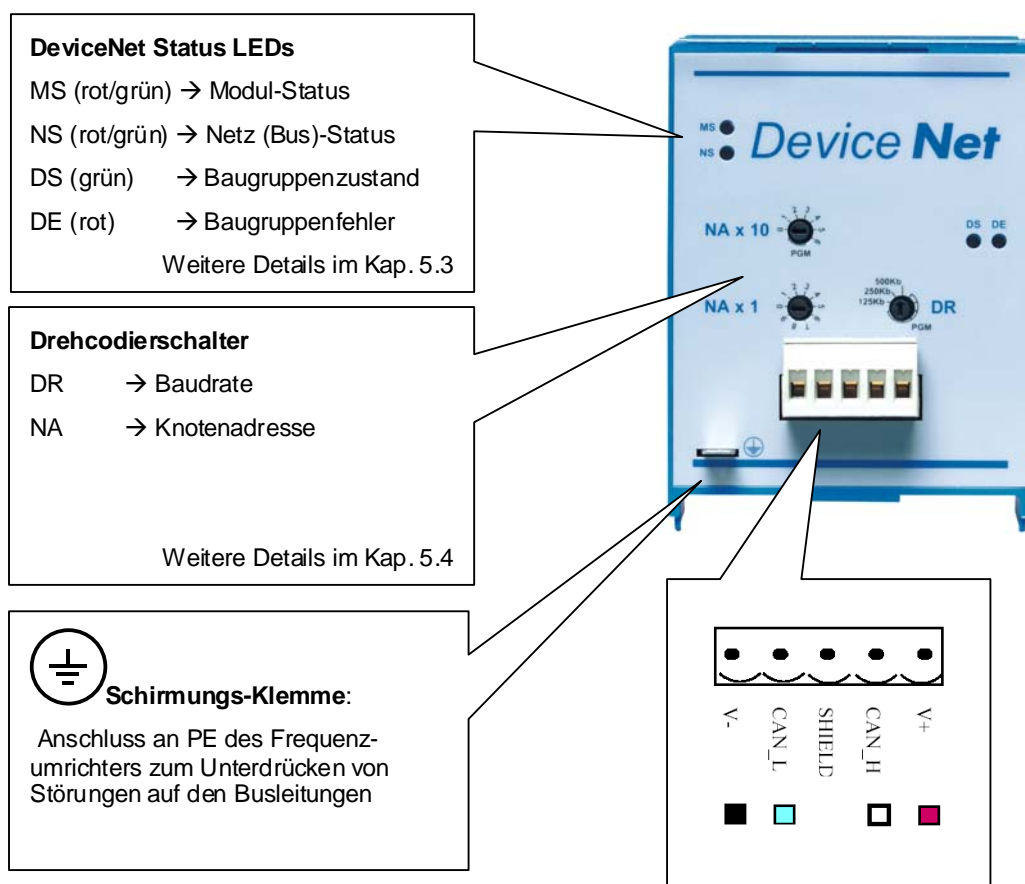 DeviceNet Status LEDs
MS (rot/grün) → Modul-Status
NS (rot/grün) → Netz (Bus)-Status
DS (grün) → Baugruppenzustand
DE (rot) → Baugruppenfehler
Weitere Details im Kap. 5.3
Drehcodierschalter
DR → Baudrate
NA → Knotenadresse
Weitere Details im Kap. 5.4
Schirmungs-Klemme:
Anschluss an PE des Frequenz-
umrichters zum Unterdrücken von
Störungen auf den Busleitungen
MS
NS
Device Net
NA x 10
PGM
DS DE
NA x 1
500Kb
250Kb
125Kb
DR
PGM
V-
CAN_L
SHIELD
CAN_H
V+